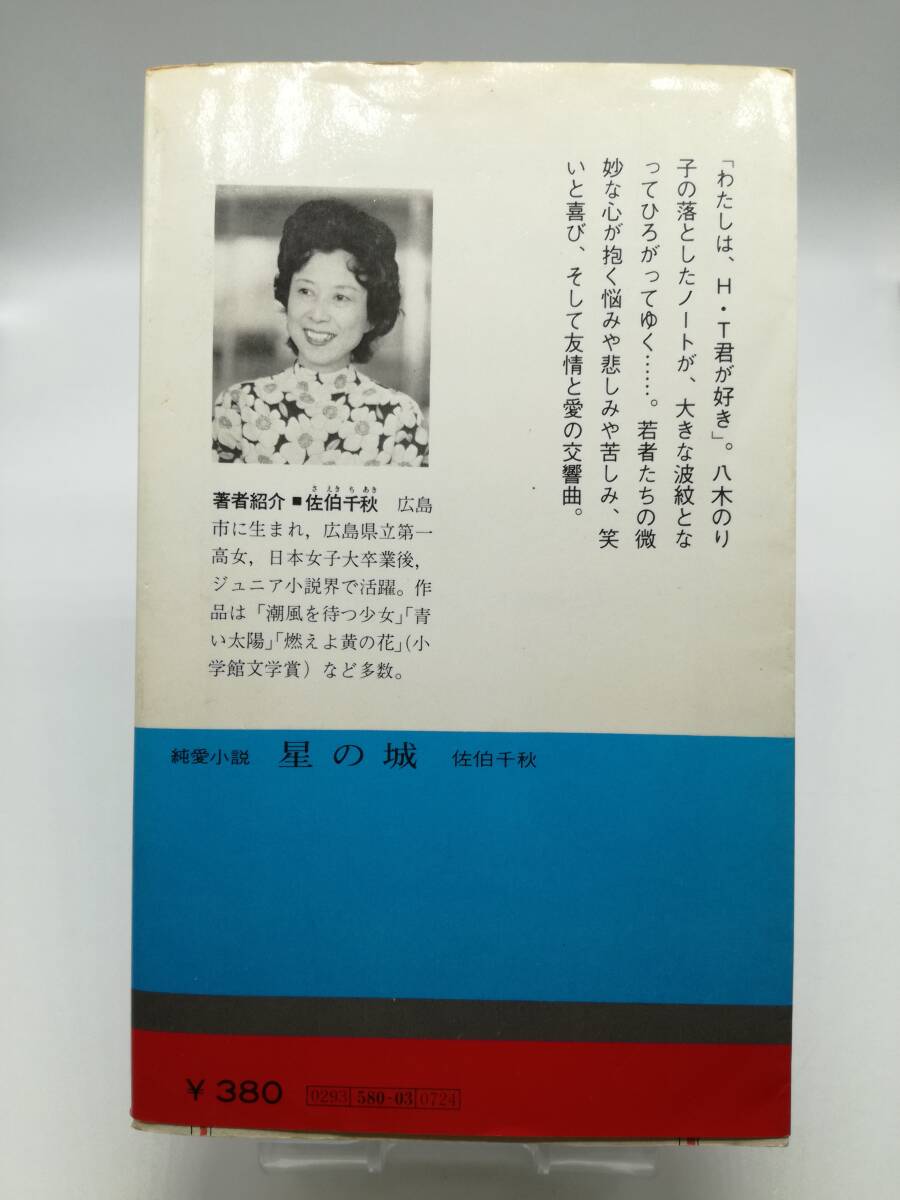 「わたしは、H・T君が好き」。八木のり
子の落としたノートが、大きな波紋とな
ってひろがってゆく……。若者たちの微
妙な心が抱く悩みや悲しみや苦しみ、笑
いと喜び、そして友情と愛の交響曲。
さえきちあき
著者紹介■佐伯千秋 広島
市に生まれ，広島県立第一
高女，日本女子大卒業後，
ジュニア小説界で活躍。作
品は「潮風を待つ少女」「青
い太陽」「燃えよ黄の花」(小
学館文学賞) など多数。
純愛小説 星の城 佐伯千秋
¥380 0293 580-03 0724